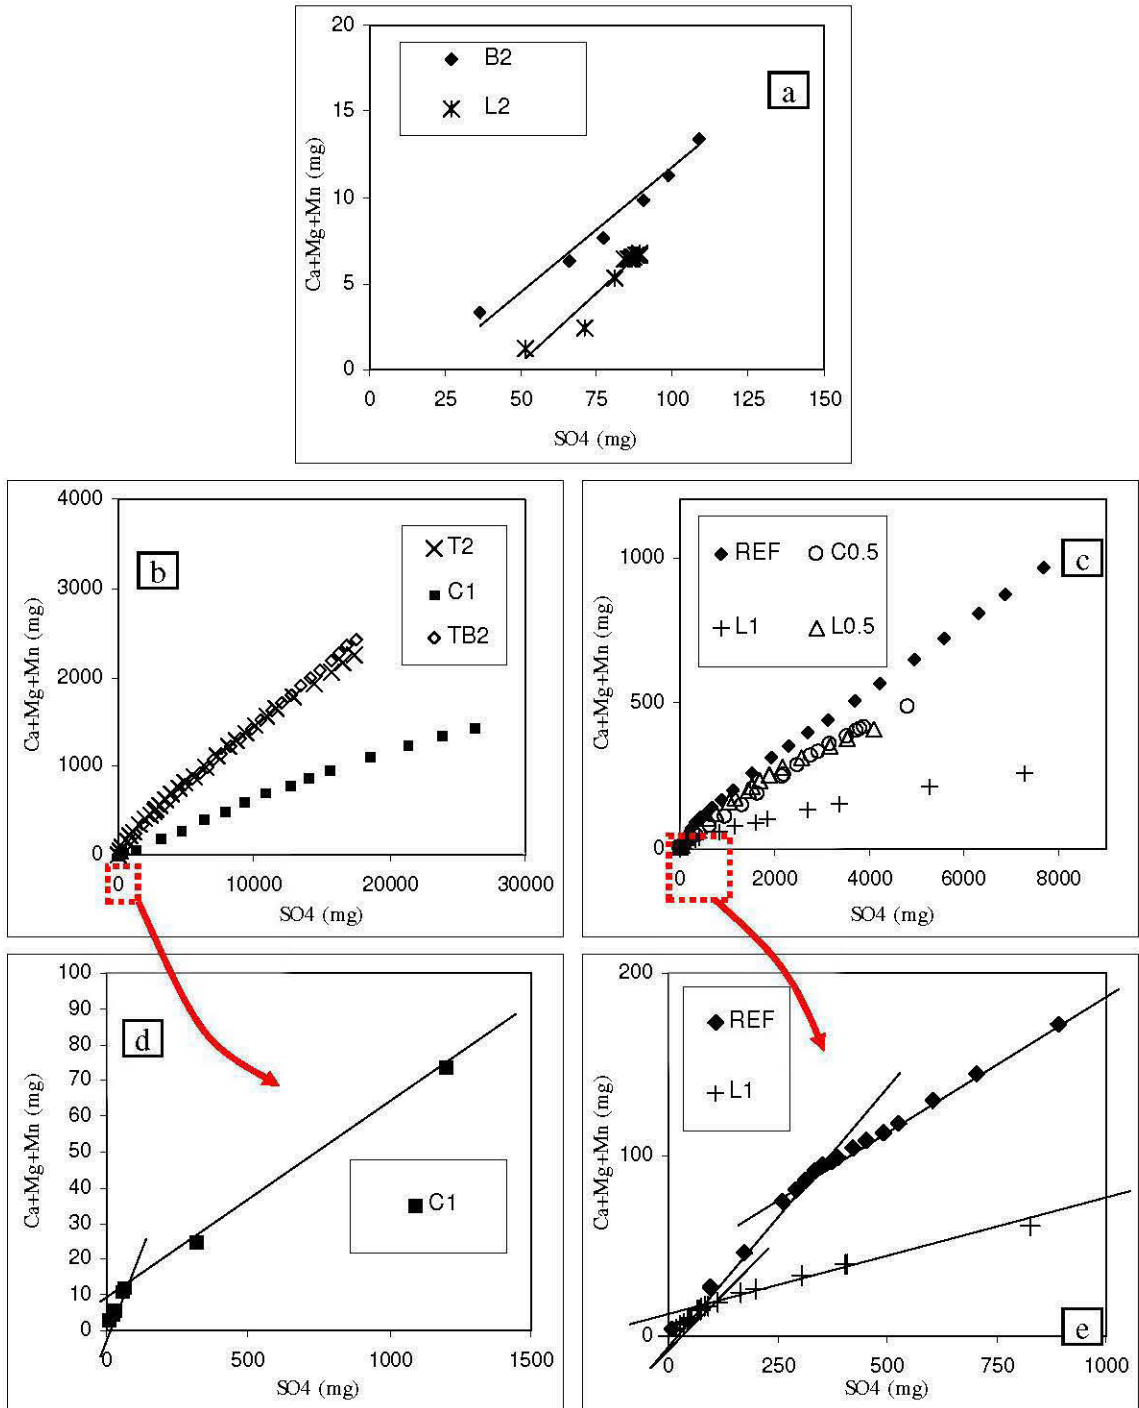 20
15
10
5
0
Ca+Mg+Mn (mg)
B2
L2
a
0 25 50 75 100 125 150
SO4 (mg)
4000
3000
2000
1000
0
Ca+Mg+Mn (mg)
b
T2
C1
TB2
0 10000 20000 30000
SO4 (mg)
1000
500
0
Ca+Mg+Mn (mg)
REF C0.5
L1 L0.5
c
0 2000 4000 6000 8000
SO4 (mg)
100
90
80
70
60
50
40
30
20
10
0
Ca+Mg+Mn (mg)
d
C1
0 500 1000 1500
SO4 (mg)
200
100
0
Ca+Mg+Mn (mg)
REF
L1
e
0 250 500 750 1000
SO4 (mg)